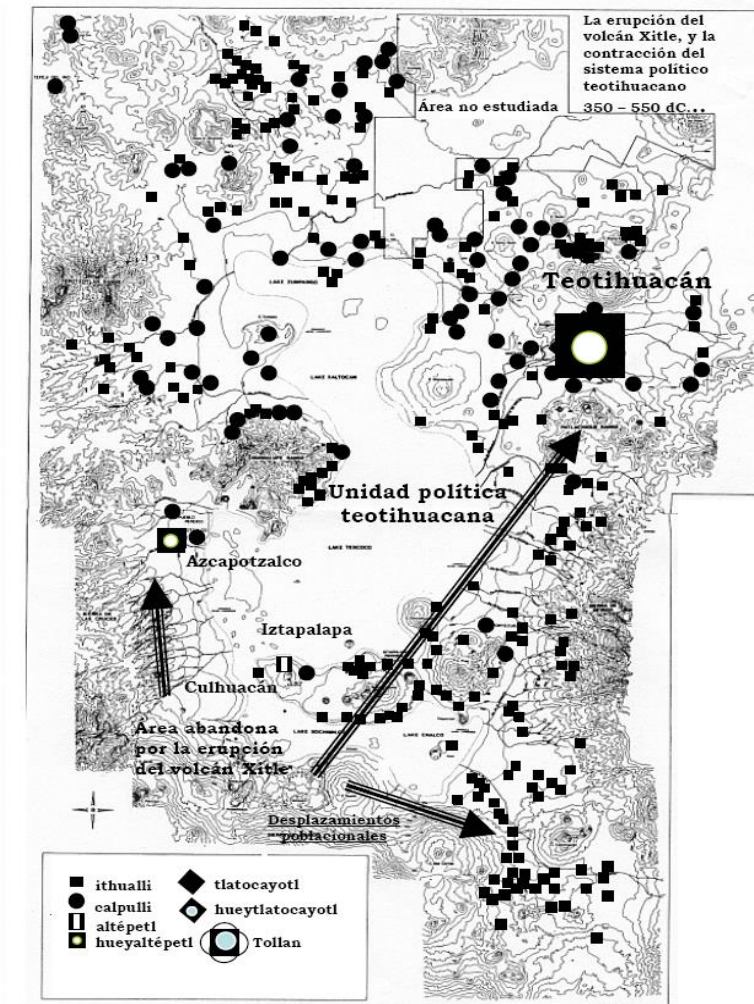 La erupción del
volcán Xitle, y la
contracción del
sistema político
teotihuacano
350 – 550 dC...
Área no estudiada
Teotihuacán
LAKE ZUMPANGO
LAKE XALTOCAN
Unidad política
teotihuacana
LAKE TEXCOCO
Azcapotzalco
Iztapalapa
Culhuacán
Área abandona
por la erupción
del volcán Xitle
LAKE CHALCO
Desplazamientos
poblacionales
ithualli
calpulli
altépetl
hueyaltépetl
tlatocayotl
hueytlatocayotl
Tollan